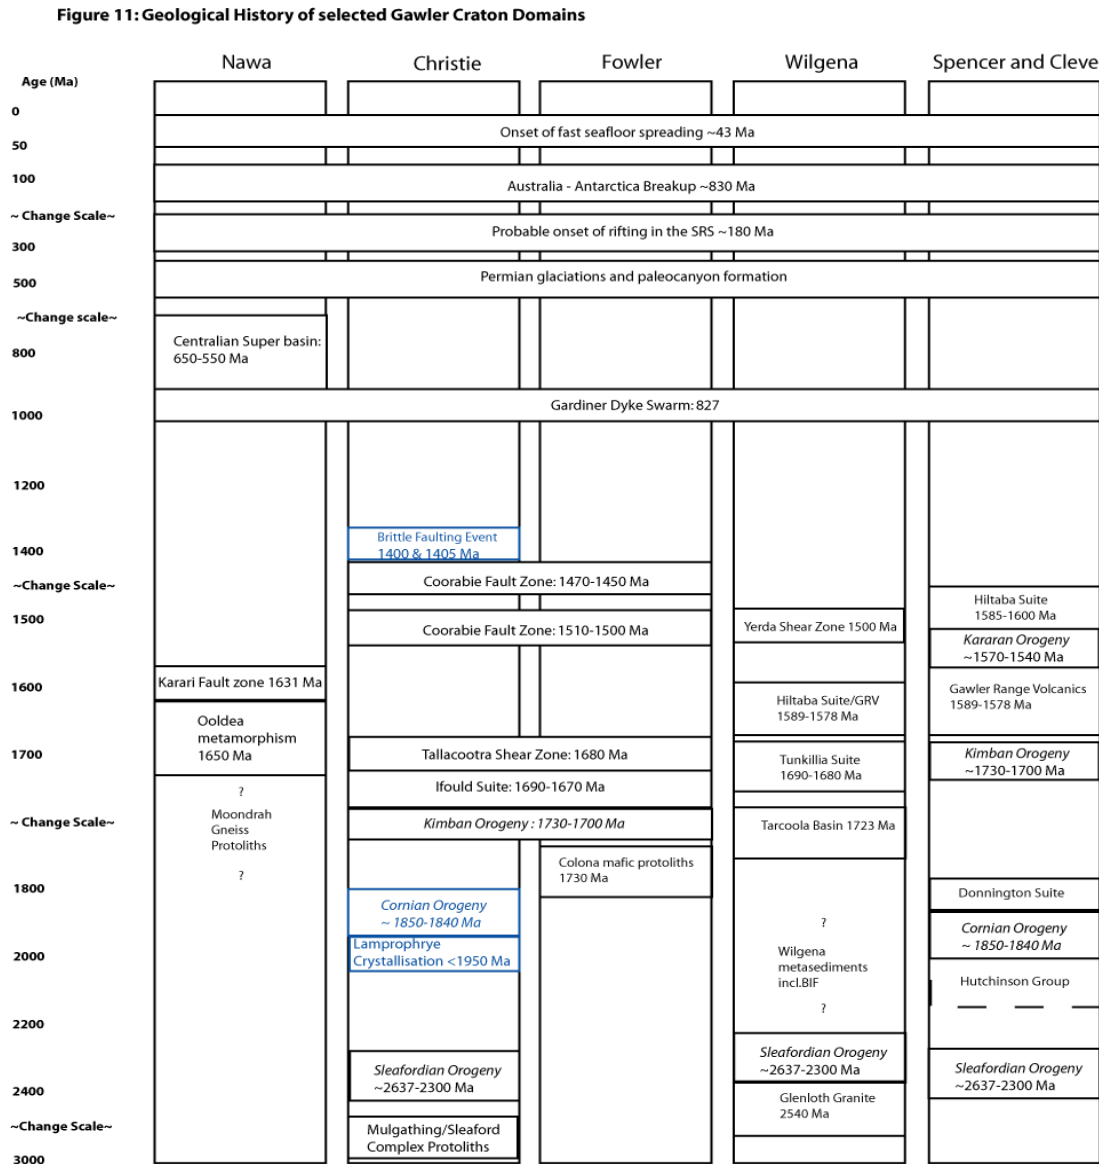 Figure 11: Geological History of selected Gawler Craton Domains
Nawa
Christie
Fowler
Wilgena
Spencer and Cleve
Age (Ma)
0
Onset of fast seafloor spreading ~43 Ma
50
100
Australia - Antarctica Breakup ~830 Ma
~ Change Scale~
Probable onset of rifting in the SRS ~180 Ma
300
Permian glaciations and paleocanyon formation
500
~Change scale~
Centralian Super basin:
650-550 Ma
800
Gardiner Dyke Swarm: 827
1000
1200
Brittle Faulting Event
1400 & 1405 Ma
1400
Coorabie Fault Zone: 1470-1450 Ma
~Change Scale~
Hiltaba Suite
1585-1600 Ma
1500
Coorabie Fault Zone: 1510-1500 Ma
Yerda Shear Zone 1500 Ma
Kararan Orogeny
~1570-1540 Ma
Karari Fault zone 1631 Ma
1600
Hiltaba Suite/GRV
1589-1578 Ma
Gawler Range Volcanics
1589-1578 Ma
Ooldea
metamorphism
1650 Ma
1700
Tallacootra Shear Zone: 1680 Ma
Tunkillia Suite
1690-1680 Ma
Kimban Orogeny
~1730-1700 Ma
Ifould Suite: 1690-1670 Ma
?
Moondrah
Gneiss
Protoliths
?
~ Change Scale~
Kimban Orogeny : 1730-1700 Ma
Tarcoola Basin 1723 Ma
Colona mafic protoliths
1730 Ma
1800
Cornian Orogeny
~ 1850-1840 Ma
Donnington Suite
Lamprophrye
Crystallisation <1950 Ma
?
Wilgena
metasediments
incl.BIF
?
Cornian Orogeny
~ 1850-1840 Ma
2000
Hutchinson Group
2200
Sleafordian Orogeny
~2637-2300 Ma
Sleafordian Orogeny
~2637-2300 Ma
Sleafordian Orogeny
~2637-2300 Ma
2400
Glenloth Granite
2540 Ma
~Change Scale~
Mulgathing/Sleaford
Complex Protoliths
3000